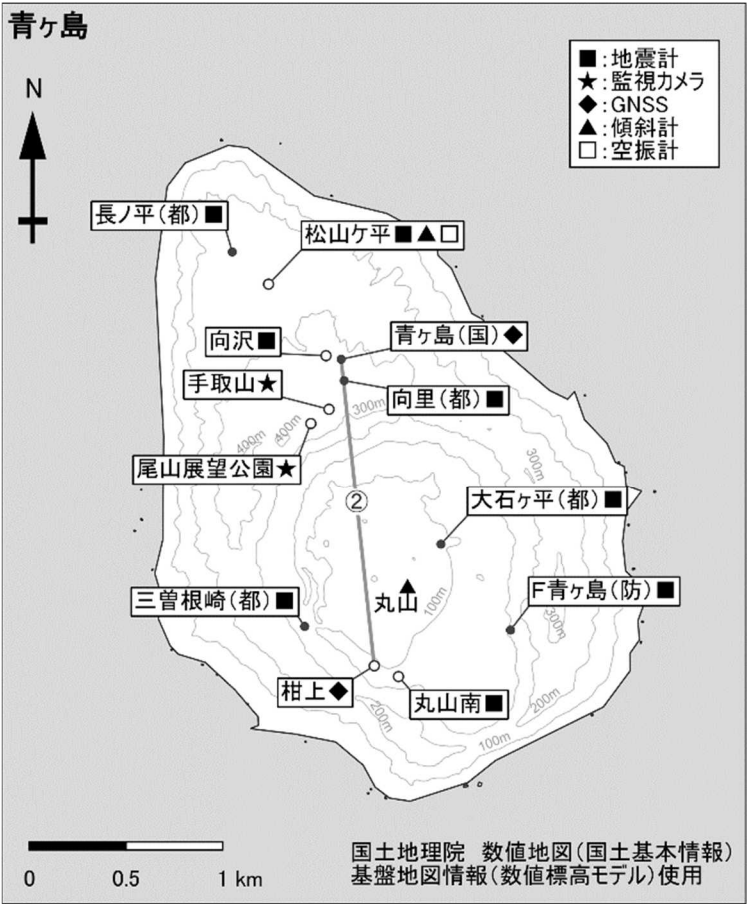 青ヶ島
■:地震計
★:監視カメラ
◆:GNSS
▲:傾斜計
□:空振計
N
長ノ平(都)■
松山ケ平■▲□
向沢■
青ヶ島(国)◆
手取山★
向里(都)■
300m
400m
400m
尾山展望公園★
300m
②
大石ヶ平(都)■
丸山
100m
三曽根崎(都)■
F青ヶ島(防)■
300m
柑上◆
丸山南■
200m
200m
100m
0 0.5 1 km
国土地理院 数値地図(国土基本情報)
基盤地図情報(数値標高モデル)使用